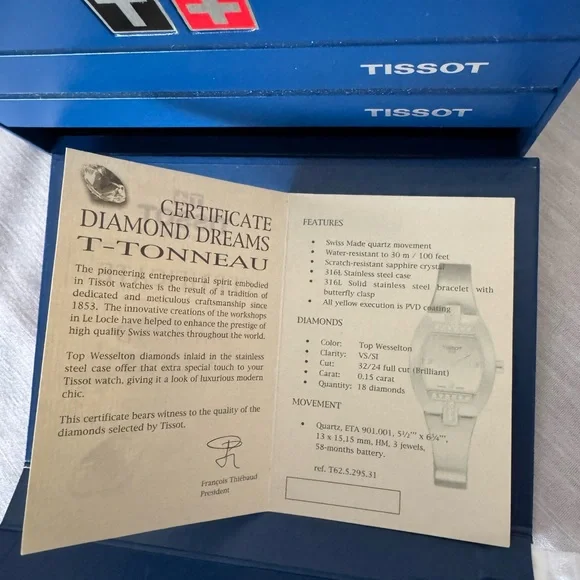 TISSOT
TISSOT
CERTIFICATE
DIAMOND DREAMS
T-TONNEAU
The pioneering entrepreneurial spirit embodied
in Tissot watches is the result of a tradition of
dedicated and meticulous craftsmanship since
1853. The innovative creations of the workshops
in Le Locle have helped to enhance the prestige of
high quality Swiss watches throughout the world.
Top Wesselton diamonds inlaid in the stainless
steel case offer that extra special touch to your
Tissot watch, giving it a look of luxurious modern
chic.
This certificate bears witness to the quality of the
diamonds selected by Tissot.
François Thiébaud
President
FEATURES
• Swiss Made quartz movement
• Water-resistant to 30 m / 100 feet
• Scratch-resistant sapphire crystal
• 316L Stainless steel case
• 316L Solid stainless steel bracelet with
butterfly clasp
• All yellow execution is PVD coating
DIAMONDS
• Color: Top Wesselton
• Clarity: VS/SI
• Cut: 32/24 full cut (Brilliant)
• Carat: 0.15 carat
• Quantity: 18 diamonds
MOVEMENT
• Quartz, ETA 901.001, 5½''' x 6¾''',
13 x 15,15 mm, HM, 3 jewels,
58-months battery.
ref. T62.5.295.31
TISSOT